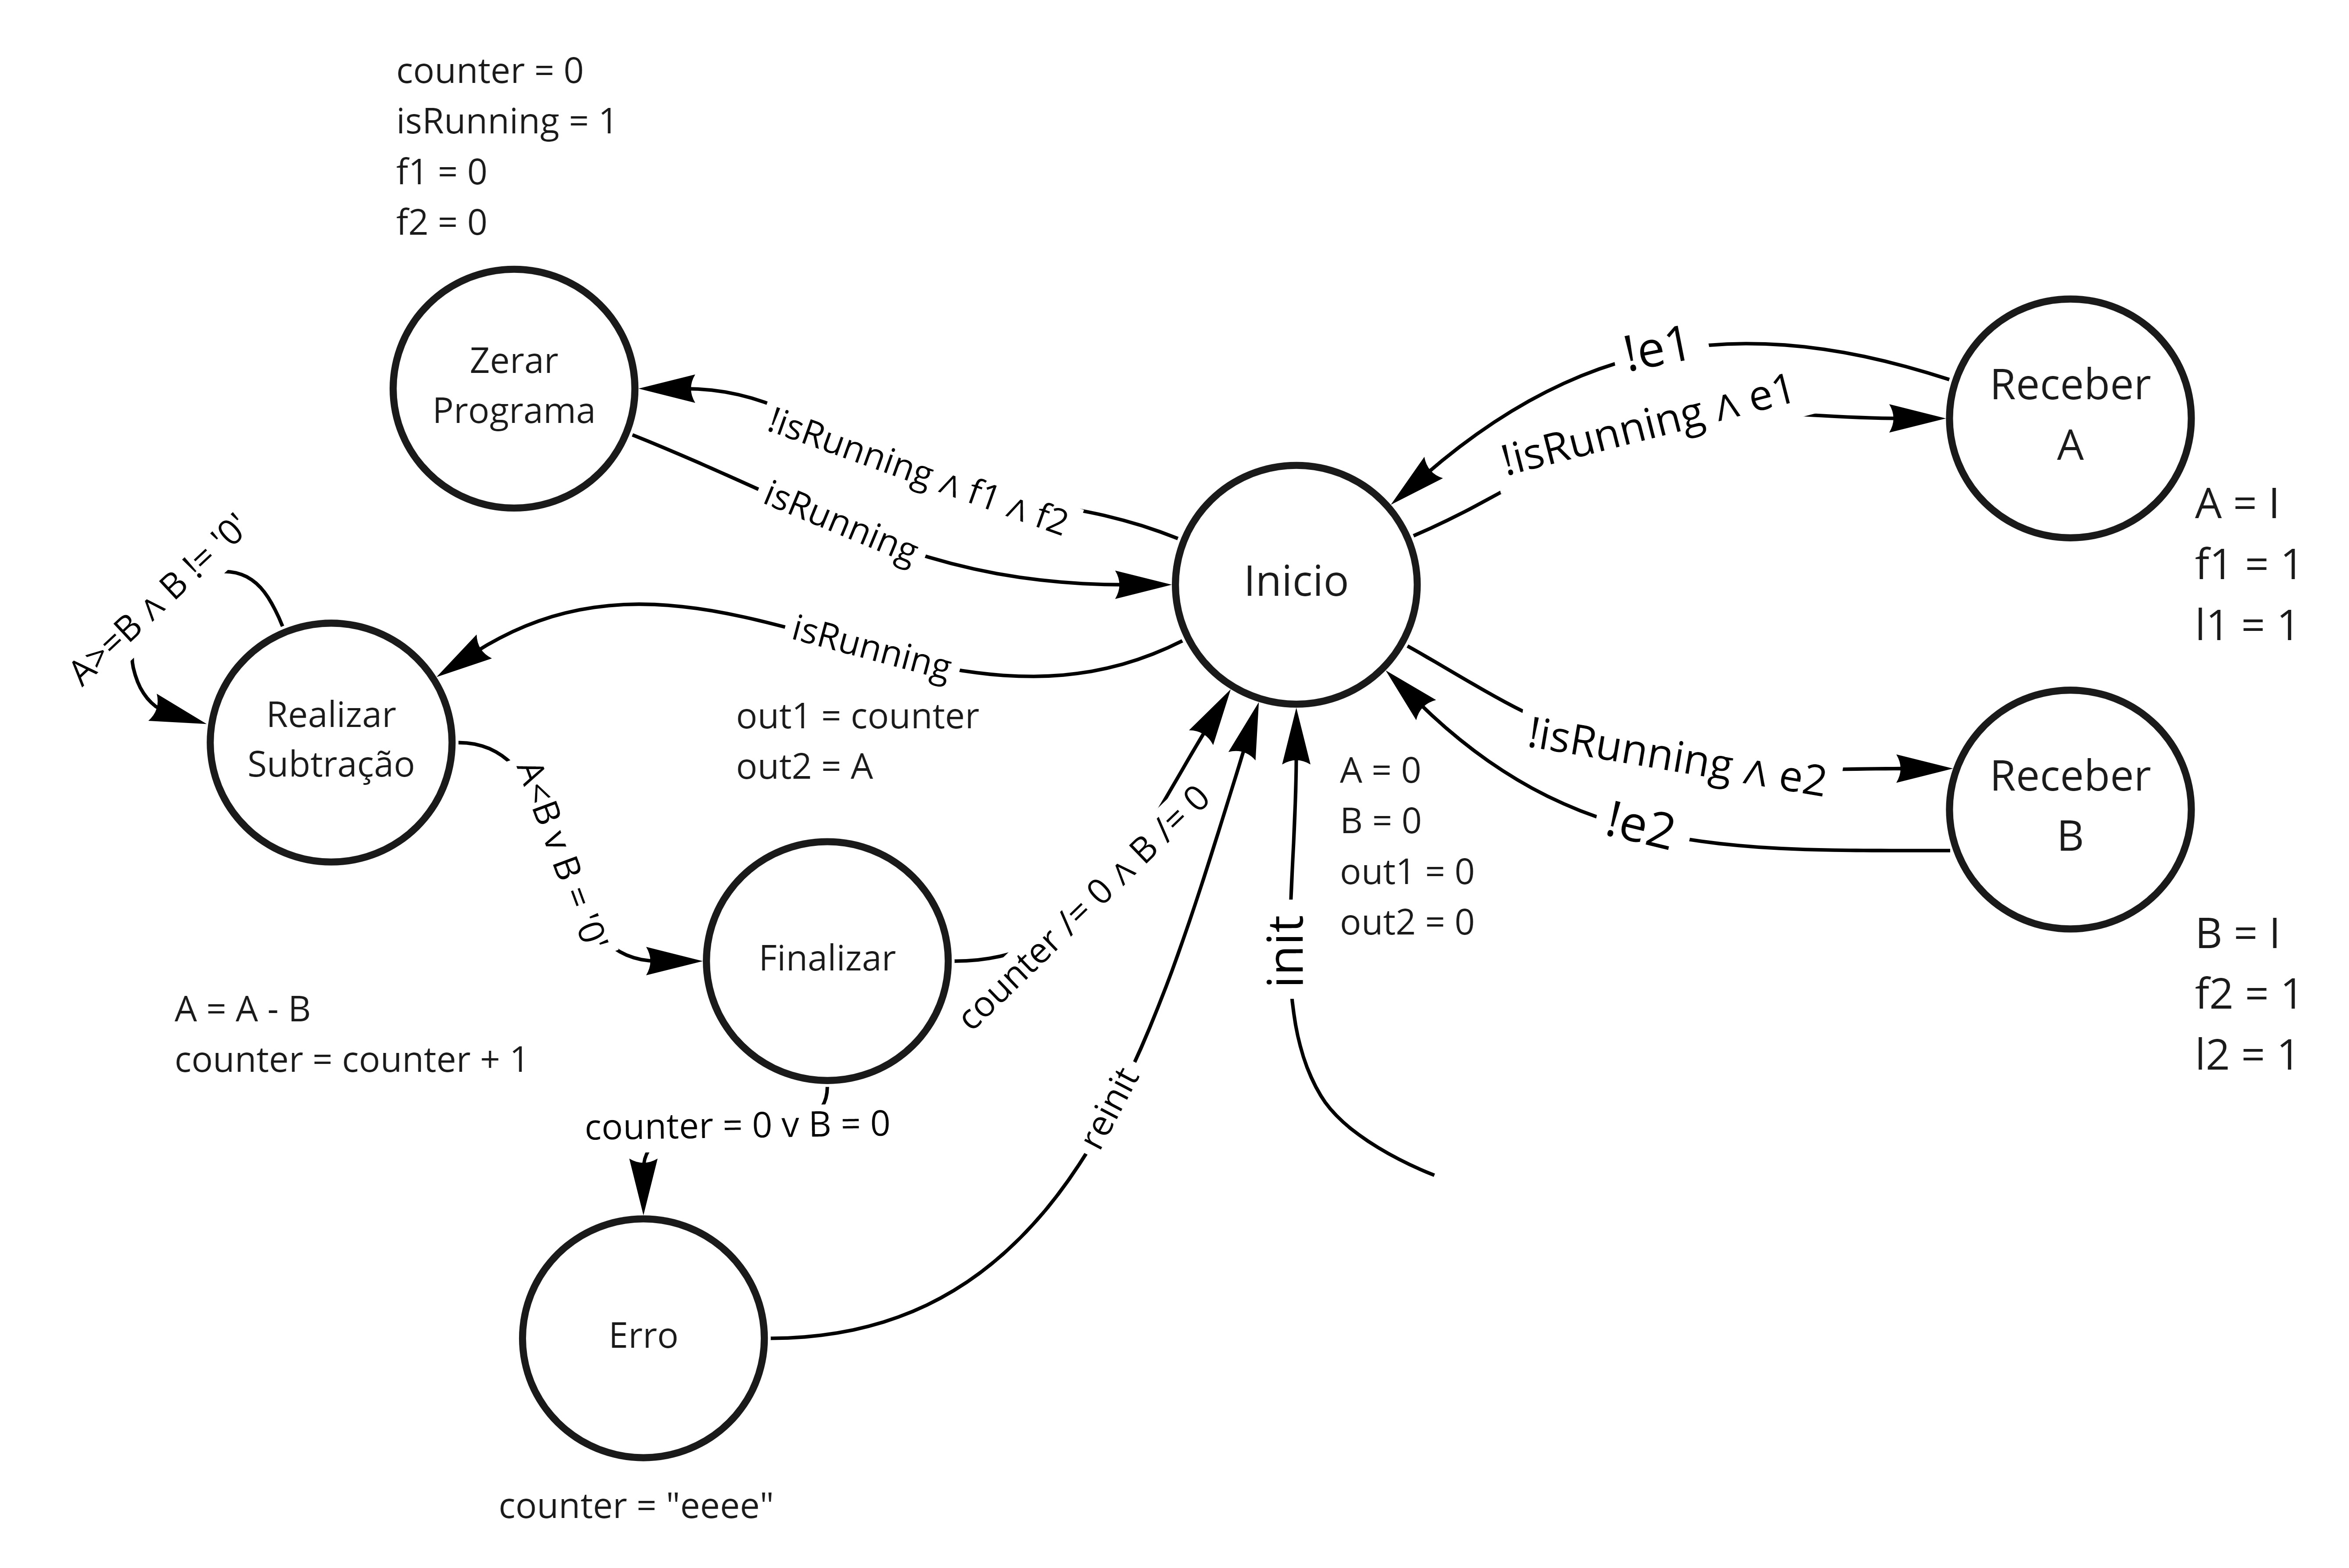 counter = 0
isRunning = 1
f1 = 0
f2 = 0
Zerar
Programa
!isRunning ∧ f1 ∧ f2
isRunning
!e1
!isRunning ∧ e1
Receber
A
A = I
f1 = 1
l1 = 1
Inicio
A>=B ∧ B != '0'
isRunning
Realizar
Subtração
out1 = counter
out2 = A
A<B v B = '0'
A = 0
B = 0
out1 = 0
out2 = 0
!isRunning ∧ e2
!e2
Receber
B
B = I
f2 = 1
l2 = 1
Finalizar
counter /= 0 ∧ B /= 0
init
A = A - B
counter = counter + 1
counter = 0 v B = 0
reinit
Erro
counter = "eeee"